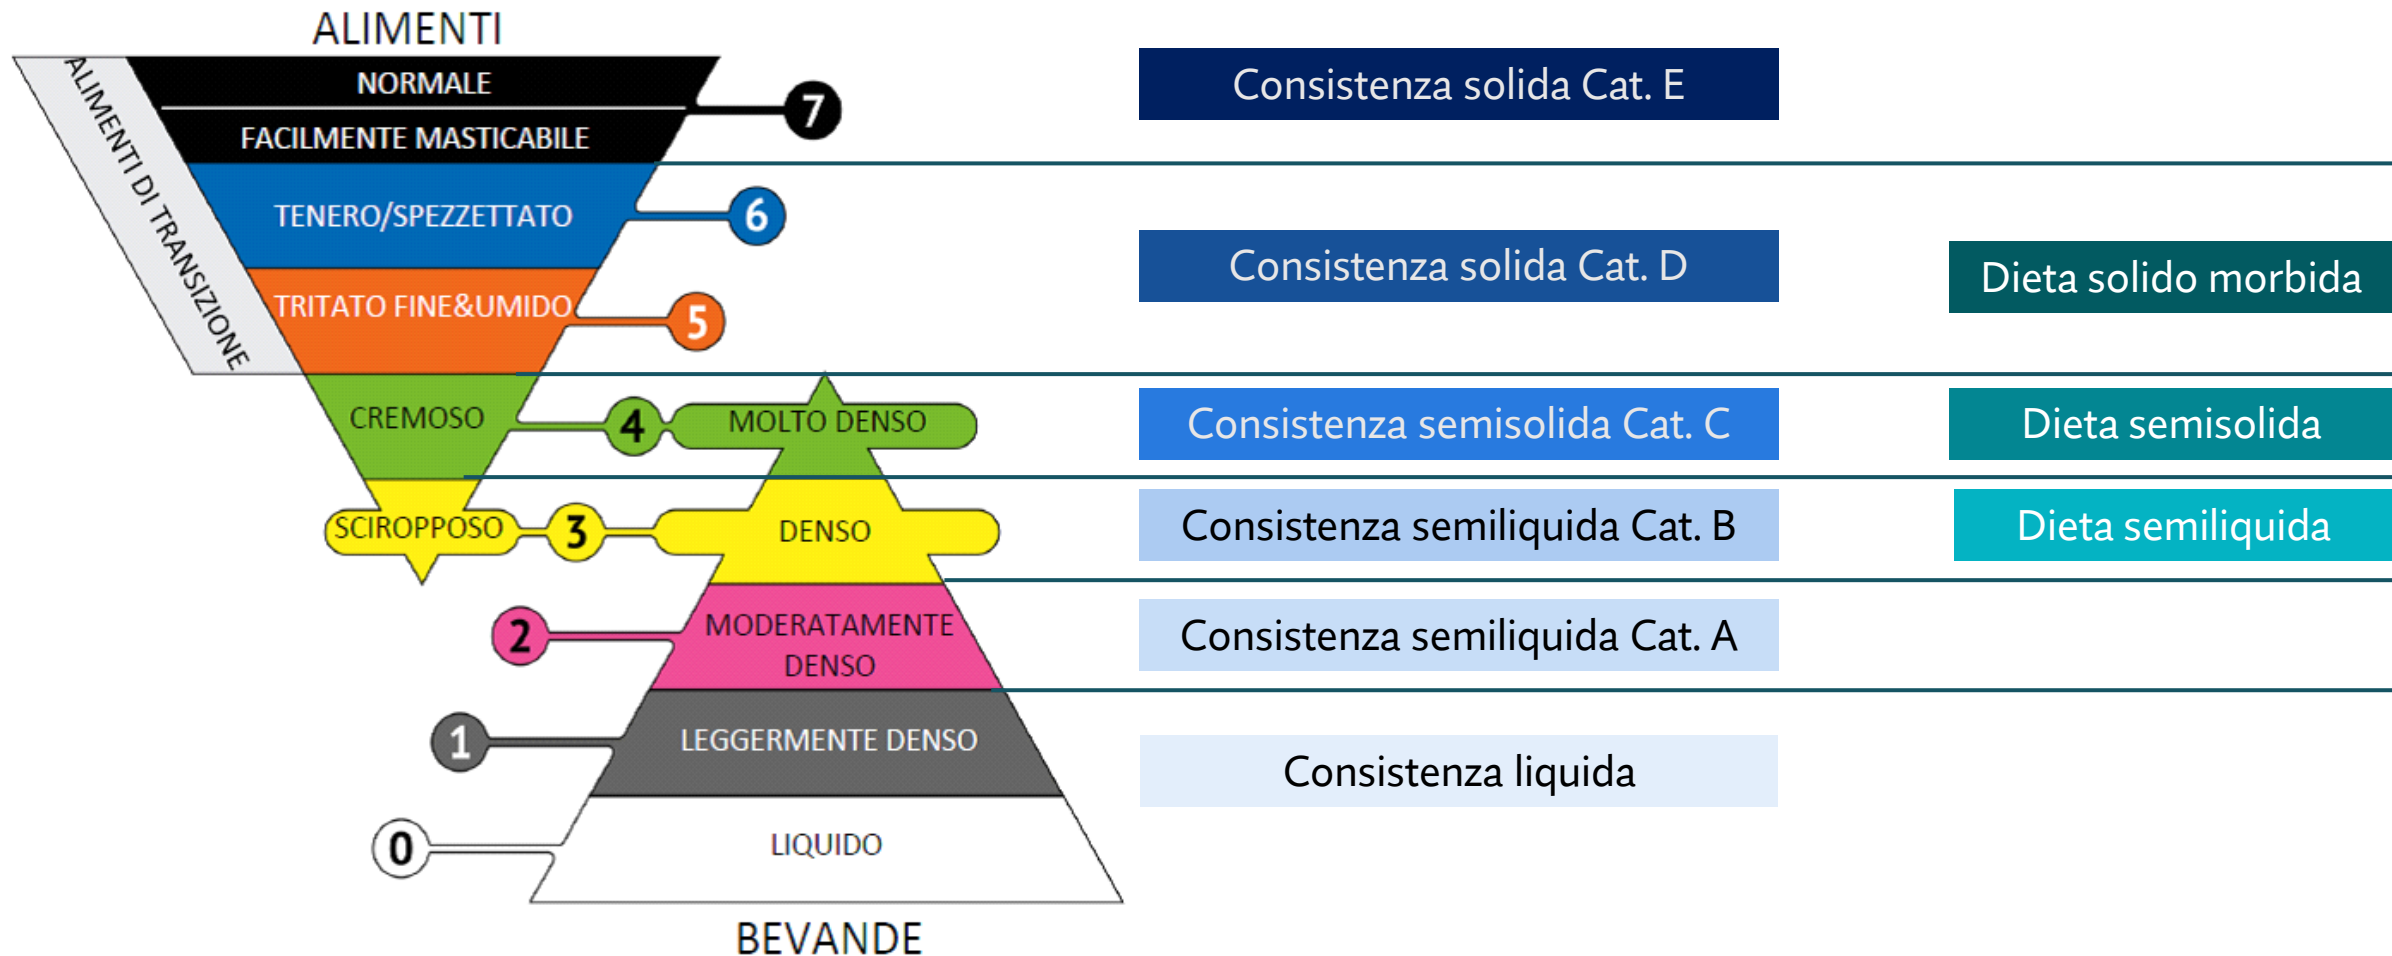 ALIMENTI
NORMALE
FACILMENTE MASTICABILE
7
ALIMENTI DI TRANSIZIONE
TENERO/SPEZZETTATO
6
TRITATO FINE&UMIDO
5
CREMOSO
4
MOLTO DENSO
SCIROPPOSO
3
DENSO
2
MODERATAMENTE
DENSO
1
LEGGERMENTE DENSO
0
LIQUIDO
BEVANDE
Consistenza solida Cat. E
Consistenza solida Cat. D
Consistenza semisolida Cat. C
Consistenza semiliquida Cat. B
Consistenza semiliquida Cat. A
Consistenza liquida
Dieta solido morbida
Dieta semisolida
Dieta semiliquida